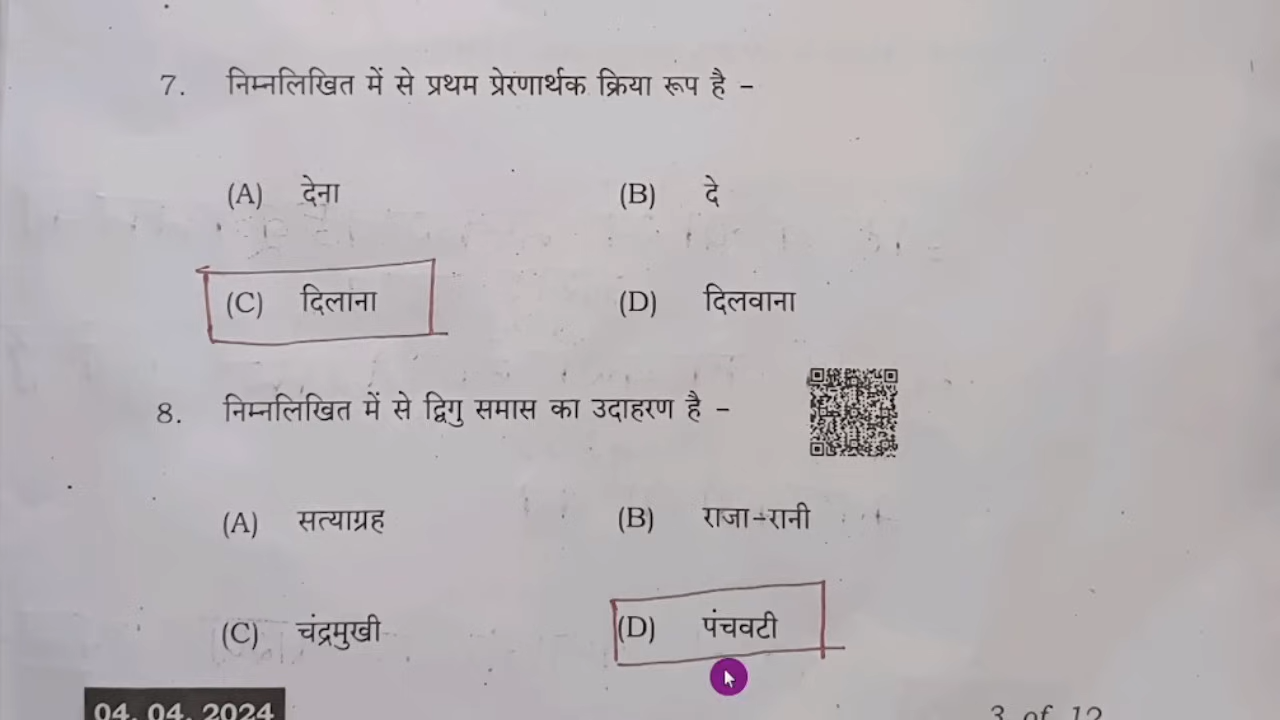 7. निम्नलिखित में से प्रथम प्रेरणार्थक क्रिया रूप है –
(A) देना (B) दे
(C) दिलाना (D) दिलवाना
8. निम्नलिखित में से द्विगु समास का उदाहरण है –
(A) सत्याग्रह (B) राजा-रानी
(C) चंद्रमुखी (D) पंचवटी
04. 04. 2024 3 of 12